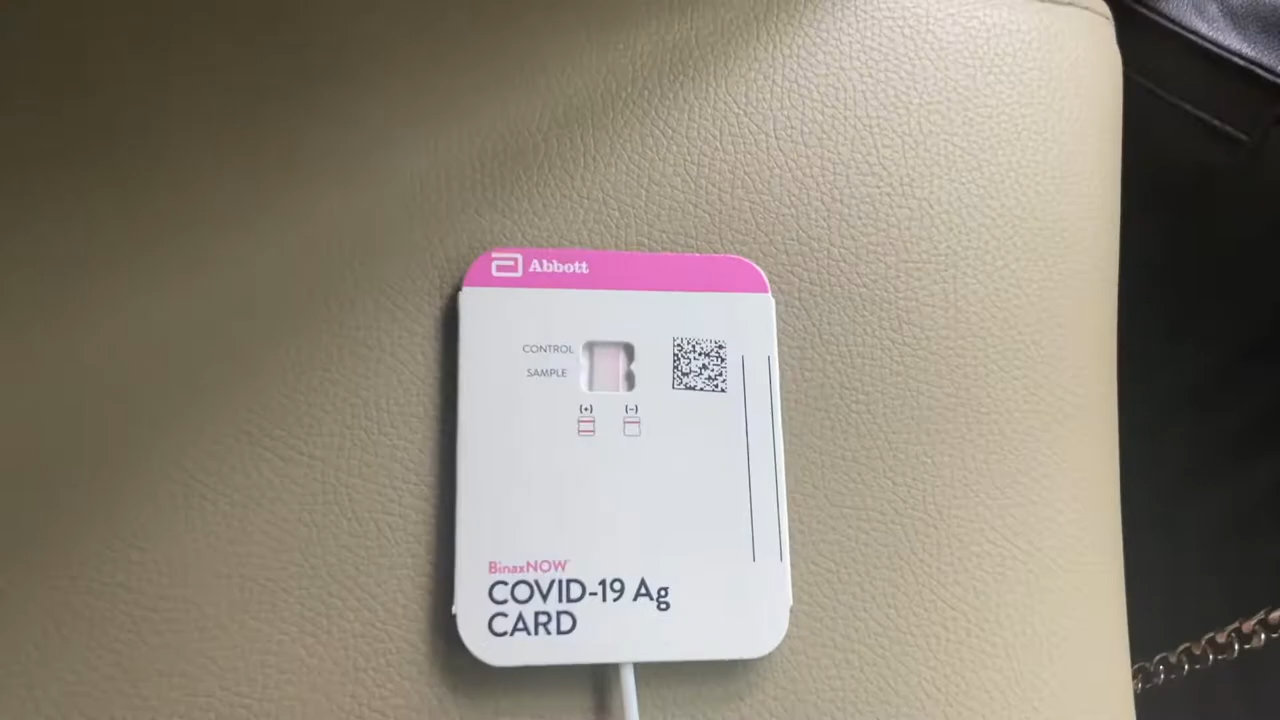 Abbott
CONTROL
SAMPLE
(+) (-)
BinaxNOW™
COVID-19 Ag
CARD